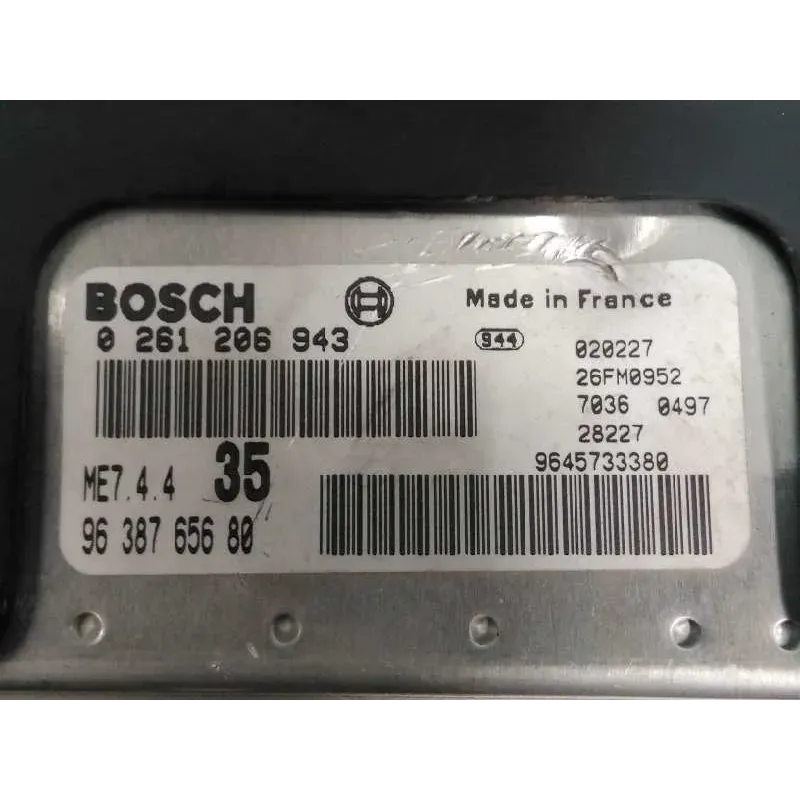 BOSCH
Made in France
0 261 206 943
944
020227
26FM0952
7036 0497
28227
ME7.4.4 35
9645733380
96 387 656 80